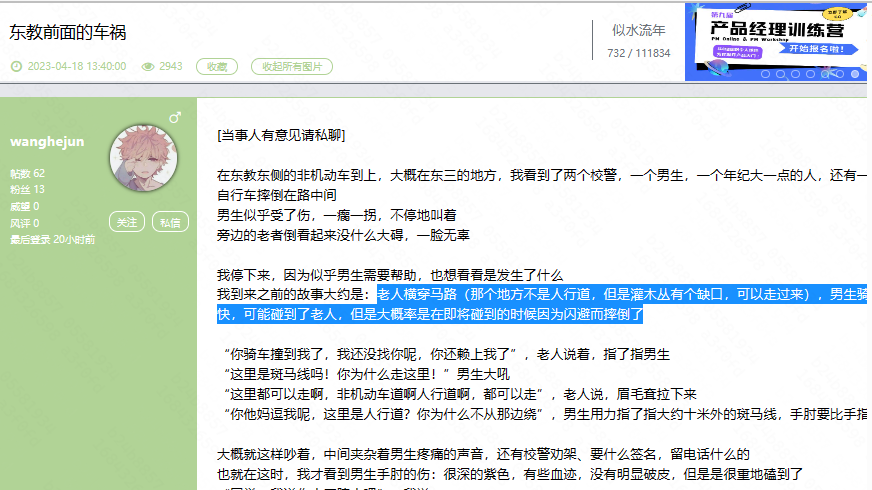 东教前面的车祸
2023-04-18 13:40:00
2943
收藏
收起所有图片
似水流年
732 / 111834
第九届
产品经理训练营
PM Online & PM Workshop
开始报名啦!
wanghejun
帖数 62
粉丝 13
威望 0
风评 0
最后登录 20小时前
关注
私信
[当事人有意见请私聊]
在东教东侧的非机动车到上，大概在东三的地方，我看到了两个校警，一个男生，一个年纪大一点的人，还有一
自行车摔倒在路中间
男生似乎受了伤，一瘸一拐，不停地叫着
旁边的老者倒看起来没什么大碍，一脸无辜
我停下来，因为似乎男生需要帮助，也想看看是发生了什么
我到来之前的故事大约是：老人横穿马路（那个地方不是人行道，但是灌木丛有个缺口，可以走过来），男生骑
快，可能碰到了老人，但是大概率是在即将碰到的时候因为闪避而摔倒了
“你骑车撞到我了，我还没找你呢，你还赖上我了”，老人说着，指了指男生
“这里是斑马线吗！你为什么走这里！”男生大吼
“这里都可以走啊，非机动车道啊人行道啊，都可以走”，老人说，眉毛耷拉下来
“你他妈逗我呢，这里是人行道？你为什么不从那边绕”，男生用力指了指大约十米外的斑马线，手肘要比手指
大概就这样吵着，中间夹杂着男生疼痛的声音，还有校警劝架、要什么签名，留电话什么的
也就在这时，我才看到男生手肘的伤：很深的紫色，有些血迹，没有明显破皮，但是是很重地磕到了